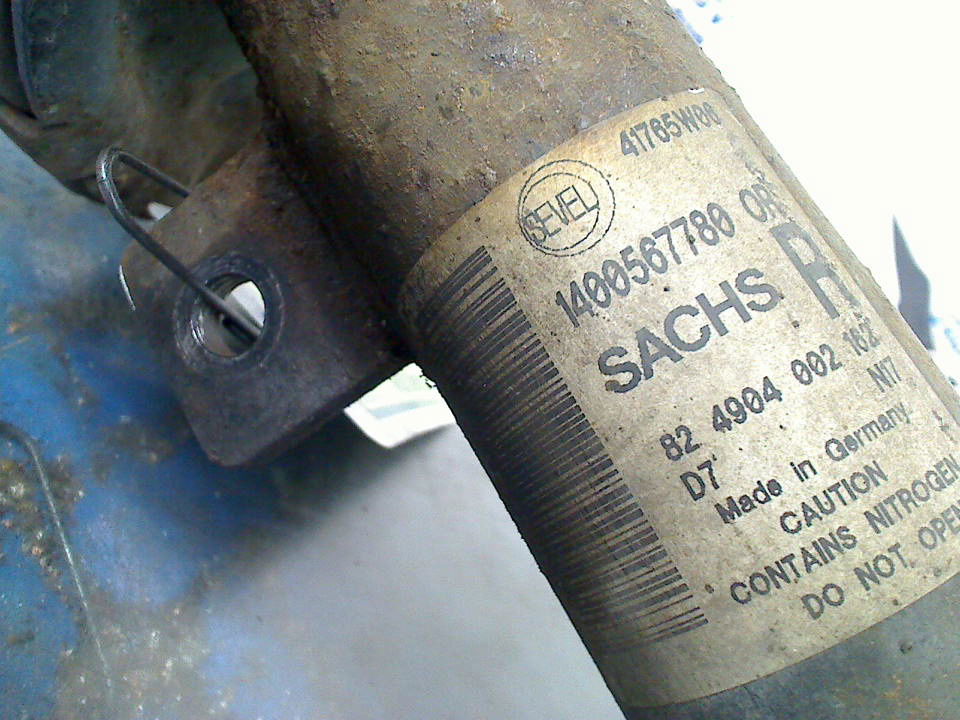 41765W06
SEVEL
1400567780 OR
SACHS R
82 4904 002 162
D7 N17
Made in Germany
CAUTION
CONTAINS NITROGEN
DO NOT OPEN